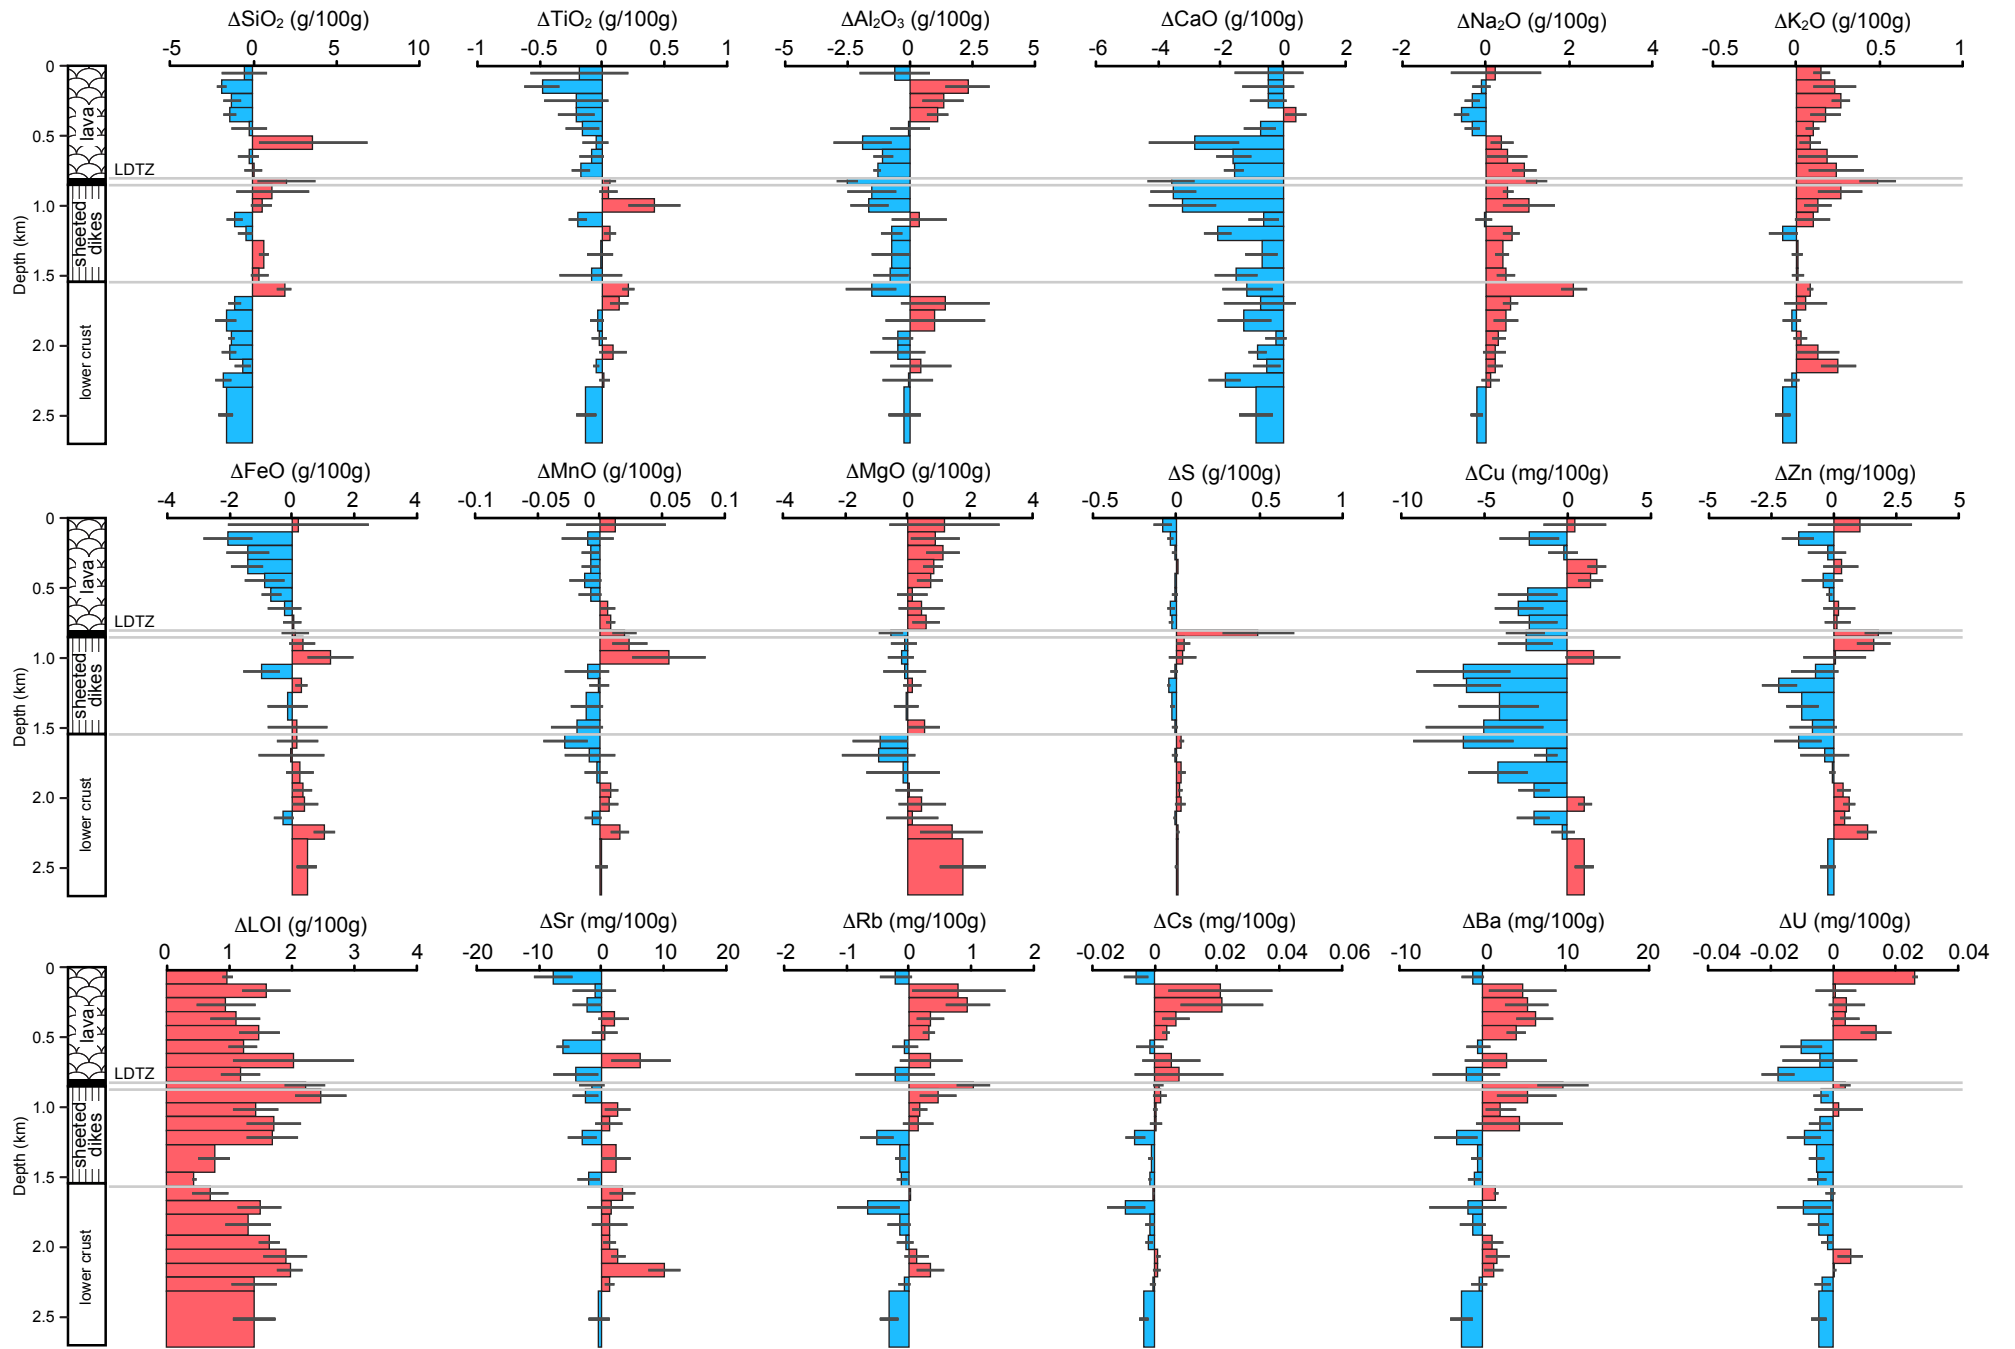 ΔSiO₂ (g/100g) ΔTiO₂ (g/100g) ΔAl₂O₃ (g/100g) ΔCaO (g/100g) ΔNa₂O (g/100g) ΔK₂O (g/100g)
-5 0 5 10 -1 -0.5 0 0.5 1 -5 -2.5 0 2.5 5 -6 -4 -2 0 2 -2 0 2 4 -0.5 0 0.5 1
0
lava
0.5
LDTZ
sheeted
dikes
1.0
Depth (km)
1.5
lower crust
2.0
2.5
ΔFeO (g/100g) ΔMnO (g/100g) ΔMgO (g/100g) ΔS (g/100g) ΔCu (mg/100g) ΔZn (mg/100g)
-4 -2 0 2 4 -0.1 -0.05 0 0.05 0.1 -4 -2 0 2 4 -0.5 0 0.5 1 -10 -5 0 5 -5 -2.5 0 2.5 5
0
lava
0.5
LDTZ
sheeted
dikes
1.0
Depth (km)
1.5
lower crust
2.0
2.5
ΔLOI (g/100g) ΔSr (mg/100g) ΔRb (mg/100g) ΔCs (mg/100g) ΔBa (mg/100g) ΔU (mg/100g)
0 1 2 3 4 -20 -10 0 10 20 -2 -1 0 1 2 -0.02 0 0.02 0.04 0.06 -10 0 10 20 -0.04 -0.02 0 0.02 0.04
0
lava
0.5
LDTZ
sheeted
dikes
1.0
Depth (km)
1.5
lower crust
2.0
2.5